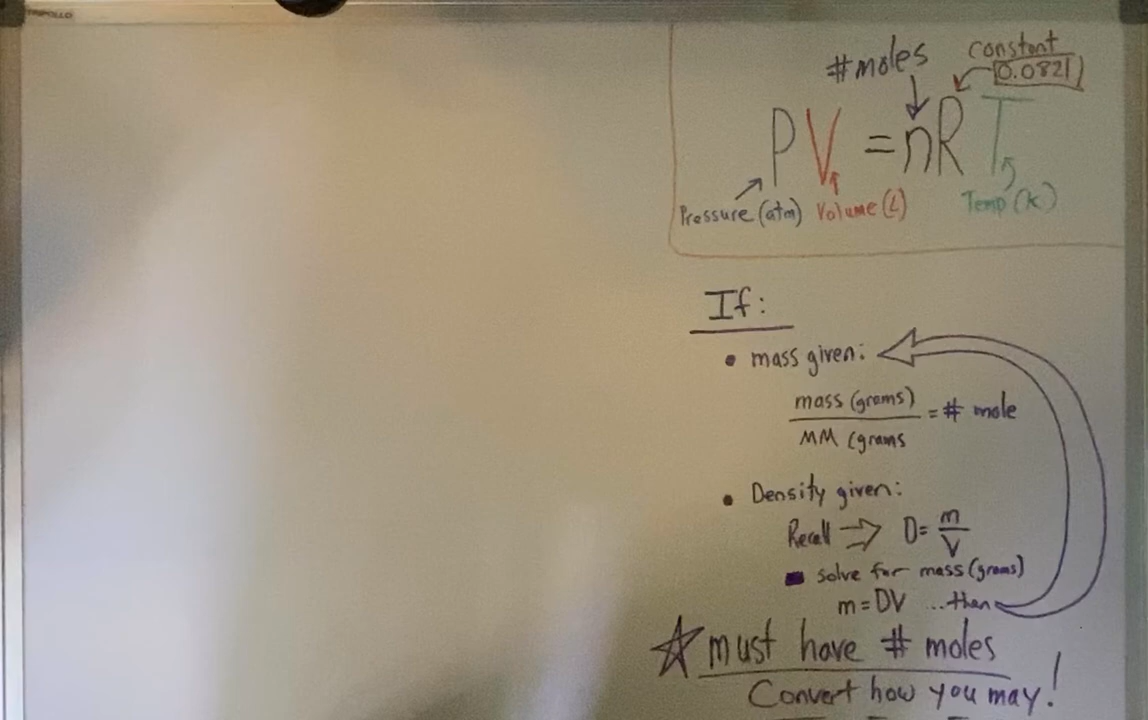 #moles
constant
0.0821
PV = nRT
Pressure (atm) Volume (L) Temp (K)
If:
• mass given:
mass (grams)
MM (grams
= # mole
• Density given:
Recall ⇒ D = m/V
■ solve for mass (grams)
m = DV ...then
☆ must have # moles
Convert how you may!